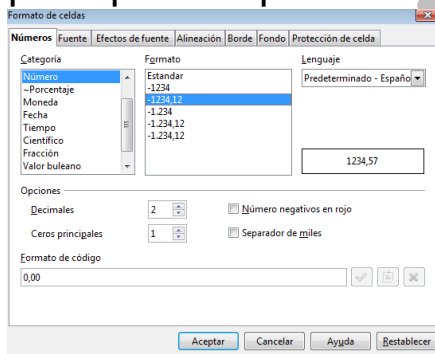 Formato de celdas
Números Fuente Efectos de fuente Alineación Borde Fondo Protección de celda
Categoría
Número
~Porcentaje
Moneda
Fecha
Tiempo
Científico
Fracción
Valor buleano
Formato
Estandar
-1234
-1234,12
-1.234
-1.234,12
-1.234,12
Lenguaje
Predeterminado - Españo
1234,57
Opciones
Decimales 2
Número negativos en rojo
Ceros principales 1
Separador de miles
Formato de código
0,00
Aceptar Cancelar Ayuda Restablecer